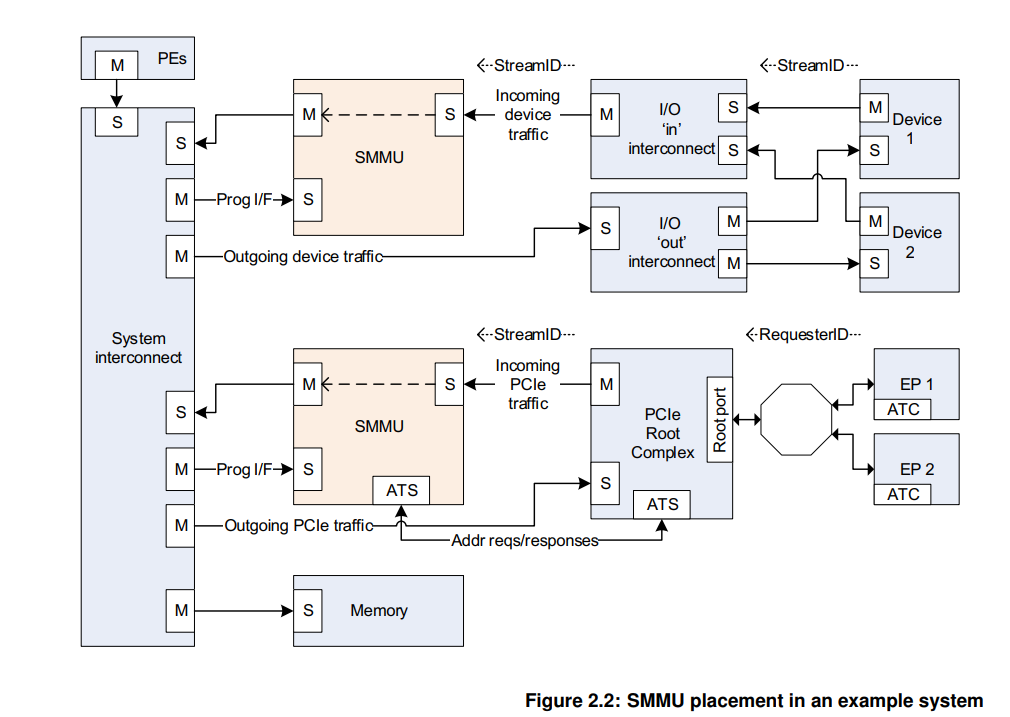 PEs
M
S
S
M
M
System
interconnect
S
M
M
M
Prog I/F
Outgoing device traffic
M
S
SMMU
S
StreamID
Incoming
device
traffic
M
I/O
‘in’
interconnect
S
S
StreamID
M
Device
1
S
S
I/O
‘out’
interconnect
M
M
M
Device
2
S
StreamID
Incoming
PCIe
traffic
M
S
SMMU
S
ATS
Prog I/F
Outgoing PCIe traffic
Addr reqs/responses
M
S
PCIe
Root
Complex
Root port
ATS
RequesterID
EP 1
ATC
EP 2
ATC
S
Memory
Figure 2.2: SMMU placement in an example system